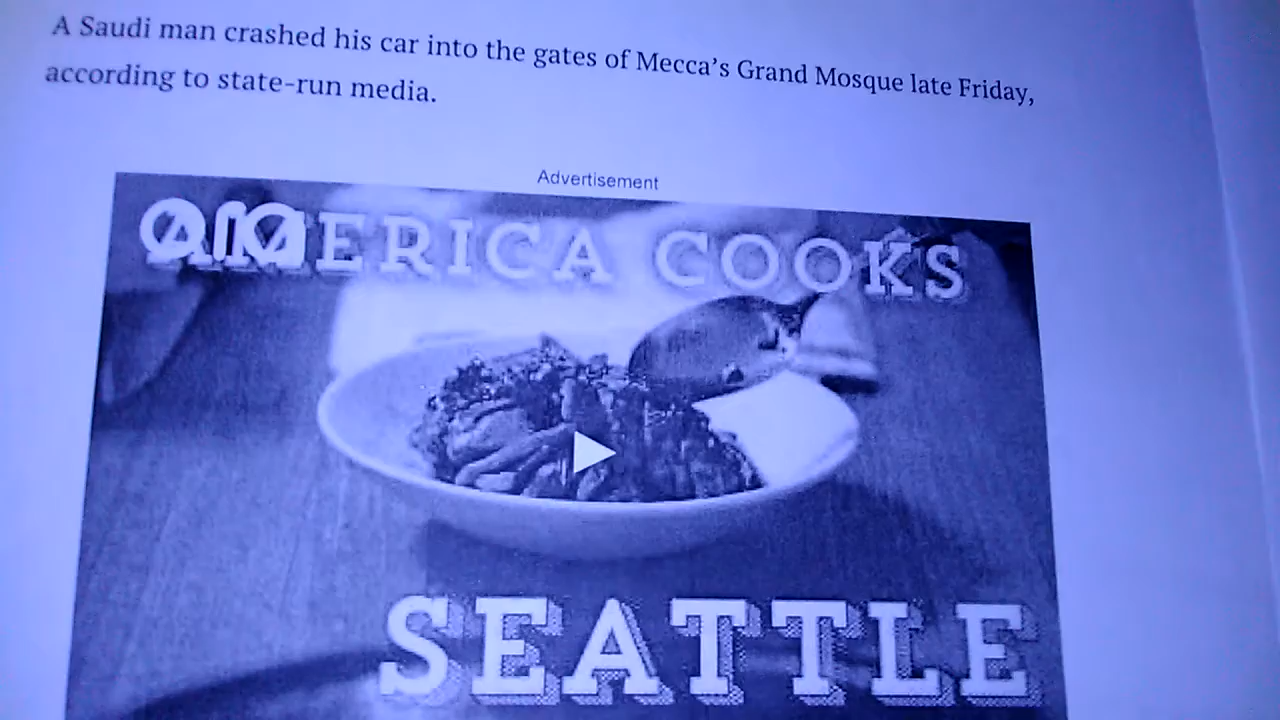 A Saudi man crashed his car into the gates of Mecca’s Grand Mosque late Friday,
according to state-run media.
Advertisement
AMERICA COOKS
SEATTLE